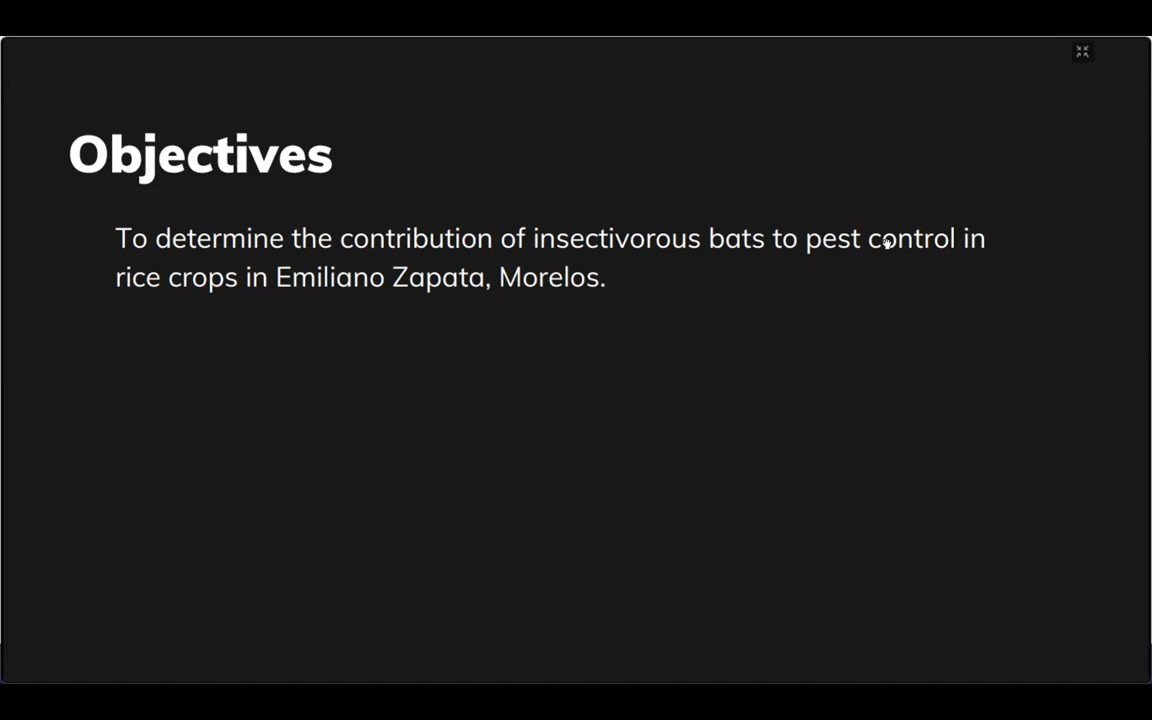 Objectives
To determine the contribution of insectivorous bats to pest control in
rice crops in Emiliano Zapata, Morelos.